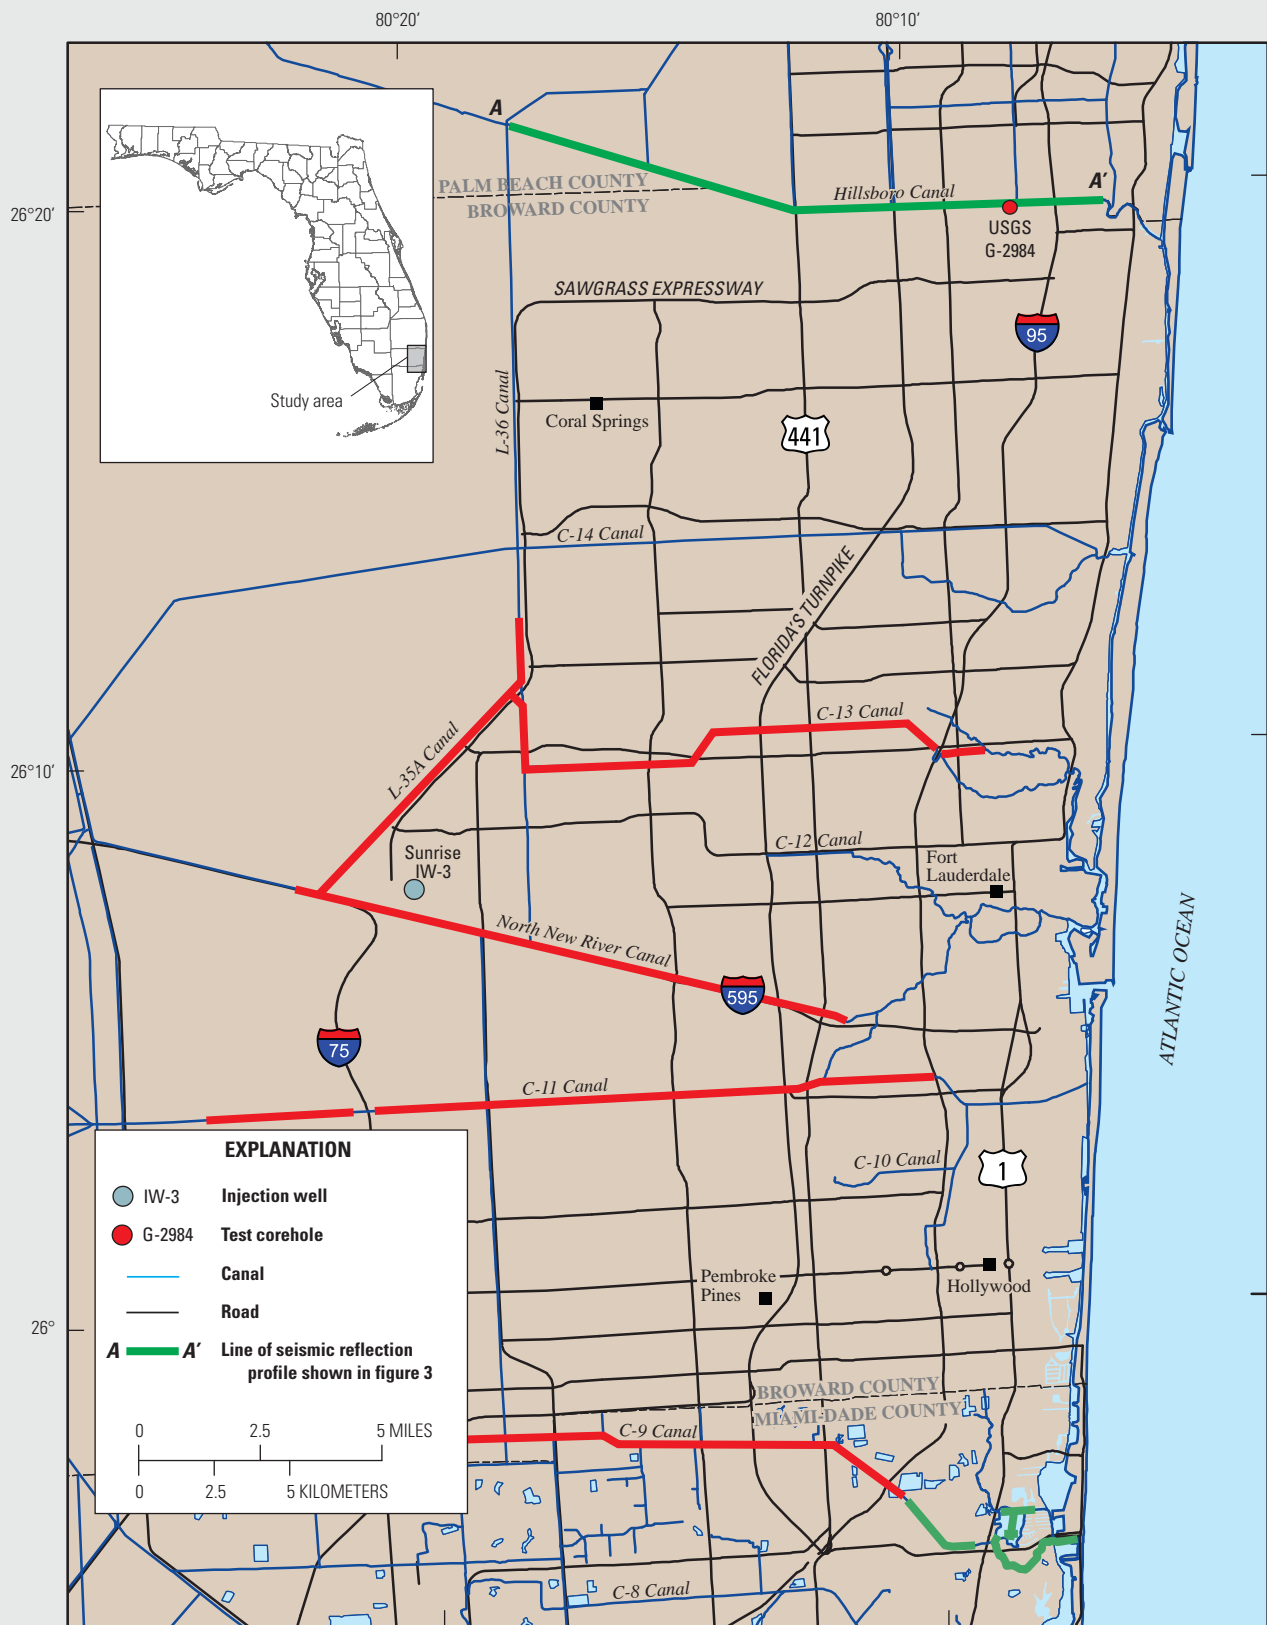 80°20′
80°10′
A
A′
PALM BEACH COUNTY
BROWARD COUNTY
Hillsboro Canal
26°20′
USGS
G-2984
SAWGRASS EXPRESSWAY
95
Study area
L-36 Canal
Coral Springs
441
C-14 Canal
FLORIDA'S TURNPIKE
C-13 Canal
L-35A Canal
26°10′
C-12 Canal
Sunrise
IW-3
Fort
Lauderdale
North New River Canal
595
ATLANTIC OCEAN
75
C-11 Canal
C-10 Canal
1
EXPLANATION
IW-3 Injection well
G-2984 Test corehole
Canal
Road
A A′ Line of seismic reflection
profile shown in figure 3
0 2.5 5 MILES
0 2.5 5 KILOMETERS
Pembroke
Pines
Hollywood
26°
BROWARD COUNTY
MIAMI-DADE COUNTY
C-9 Canal
C-8 Canal